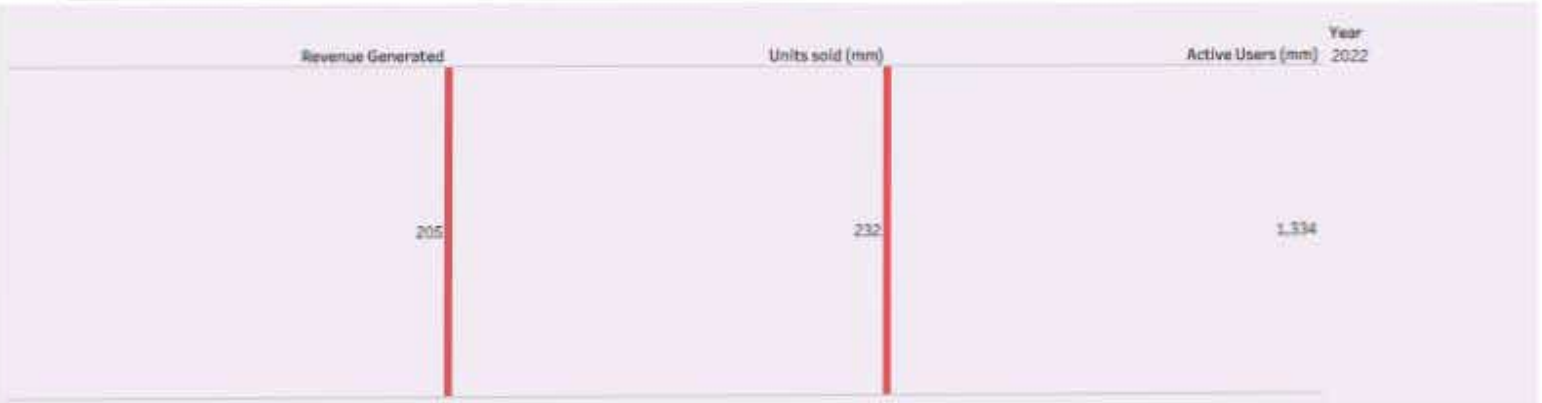 Year
Revenue Generated Units sold (mm) Active Users (mm) 2022
205 232 1,334